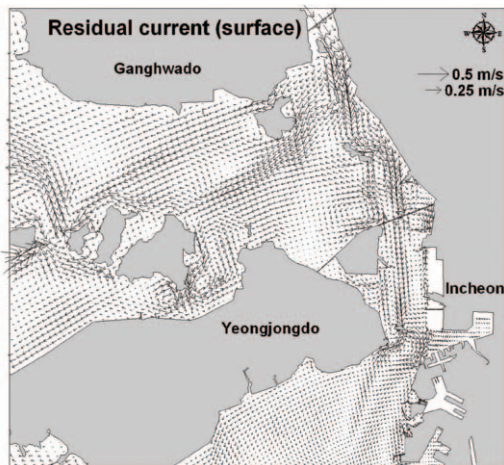 Residual current (surface)
Ganghwado
N
W
E
S
0.5 m/s
0.25 m/s
Incheon
Yeongjongdo